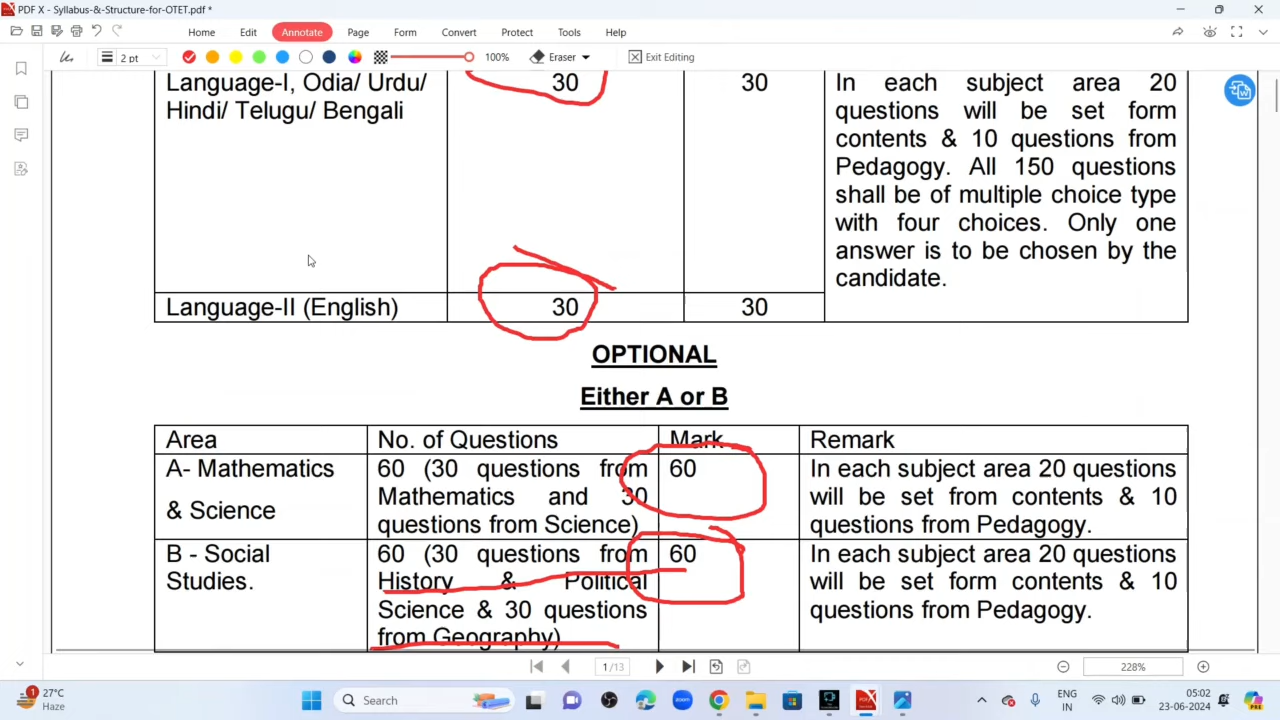 PDF X - Syllabus-&-Structure-for-OTET.pdf *
Home Edit Annotate Page Form Convert Protect Option Tools Help
2 pt 100% Eraser Exit Editing
Language-I, Odia/ Urdu/
Hindi/ Telugu/ Bengali
30
30
In each subject area 20
questions will be set form
contents & 10 questions from
Pedagogy. All 150 questions
shall be of multiple choice type
with four choices. Only one
answer is to be chosen by the
candidate.
Language-II (English) 30 30
OPTIONAL
Either A or B
Area No. of Questions Mark Remark
A- Mathematics
& Science
60 (30 questions from
Mathematics and 30
questions from Science)
60
In each subject area 20 questions
will be set from contents & 10
questions from Pedagogy.
B - Social
Studies.
60 (30 questions from
History & Political
Science & 30 questions
from Geography)
60
In each subject area 20 questions
will be set form contents & 10
questions from Pedagogy.
1 /13
228%
27°C
Haze
1
Search
zoom
PRE
ENG
IN
05:02
23-06-2024